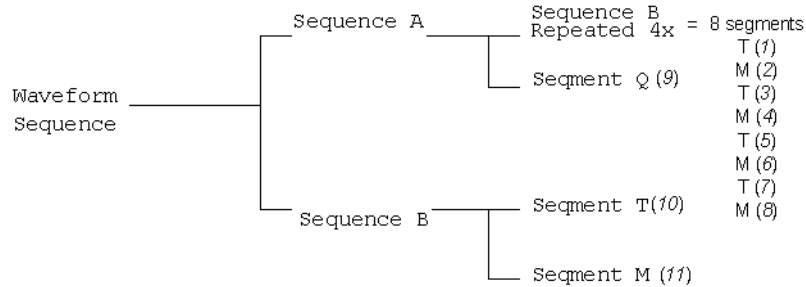 Sequence A
Sequence B
Repeated 4x = 8 segments
T (1)
M (2)
T (3)
M (4)
T (5)
M (6)
T (7)
M (8)
Seqment Q (9)
Waveform
Sequence
Sequence B
Seqment T(10)
Seqment M (11)